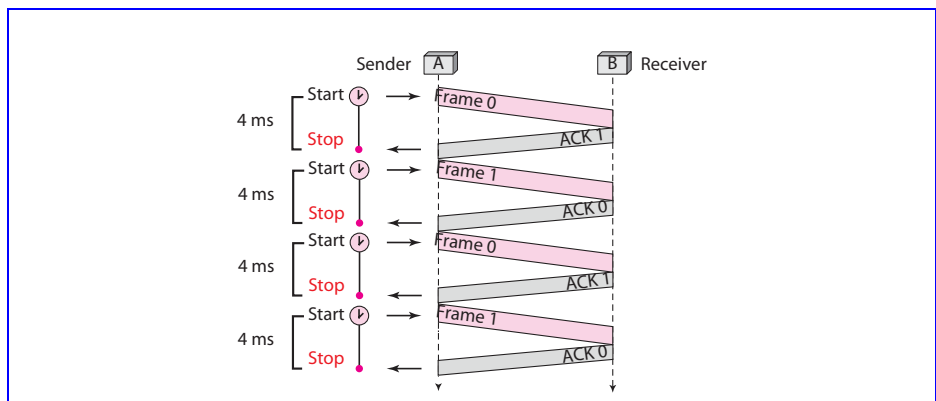 Sender A B Receiver
Start Frame 0
4 ms
Stop ACK 1
Start Frame 1
4 ms
Stop ACK 0
Start Frame 0
4 ms
Stop ACK 1
Start Frame 1
4 ms
Stop ACK 0